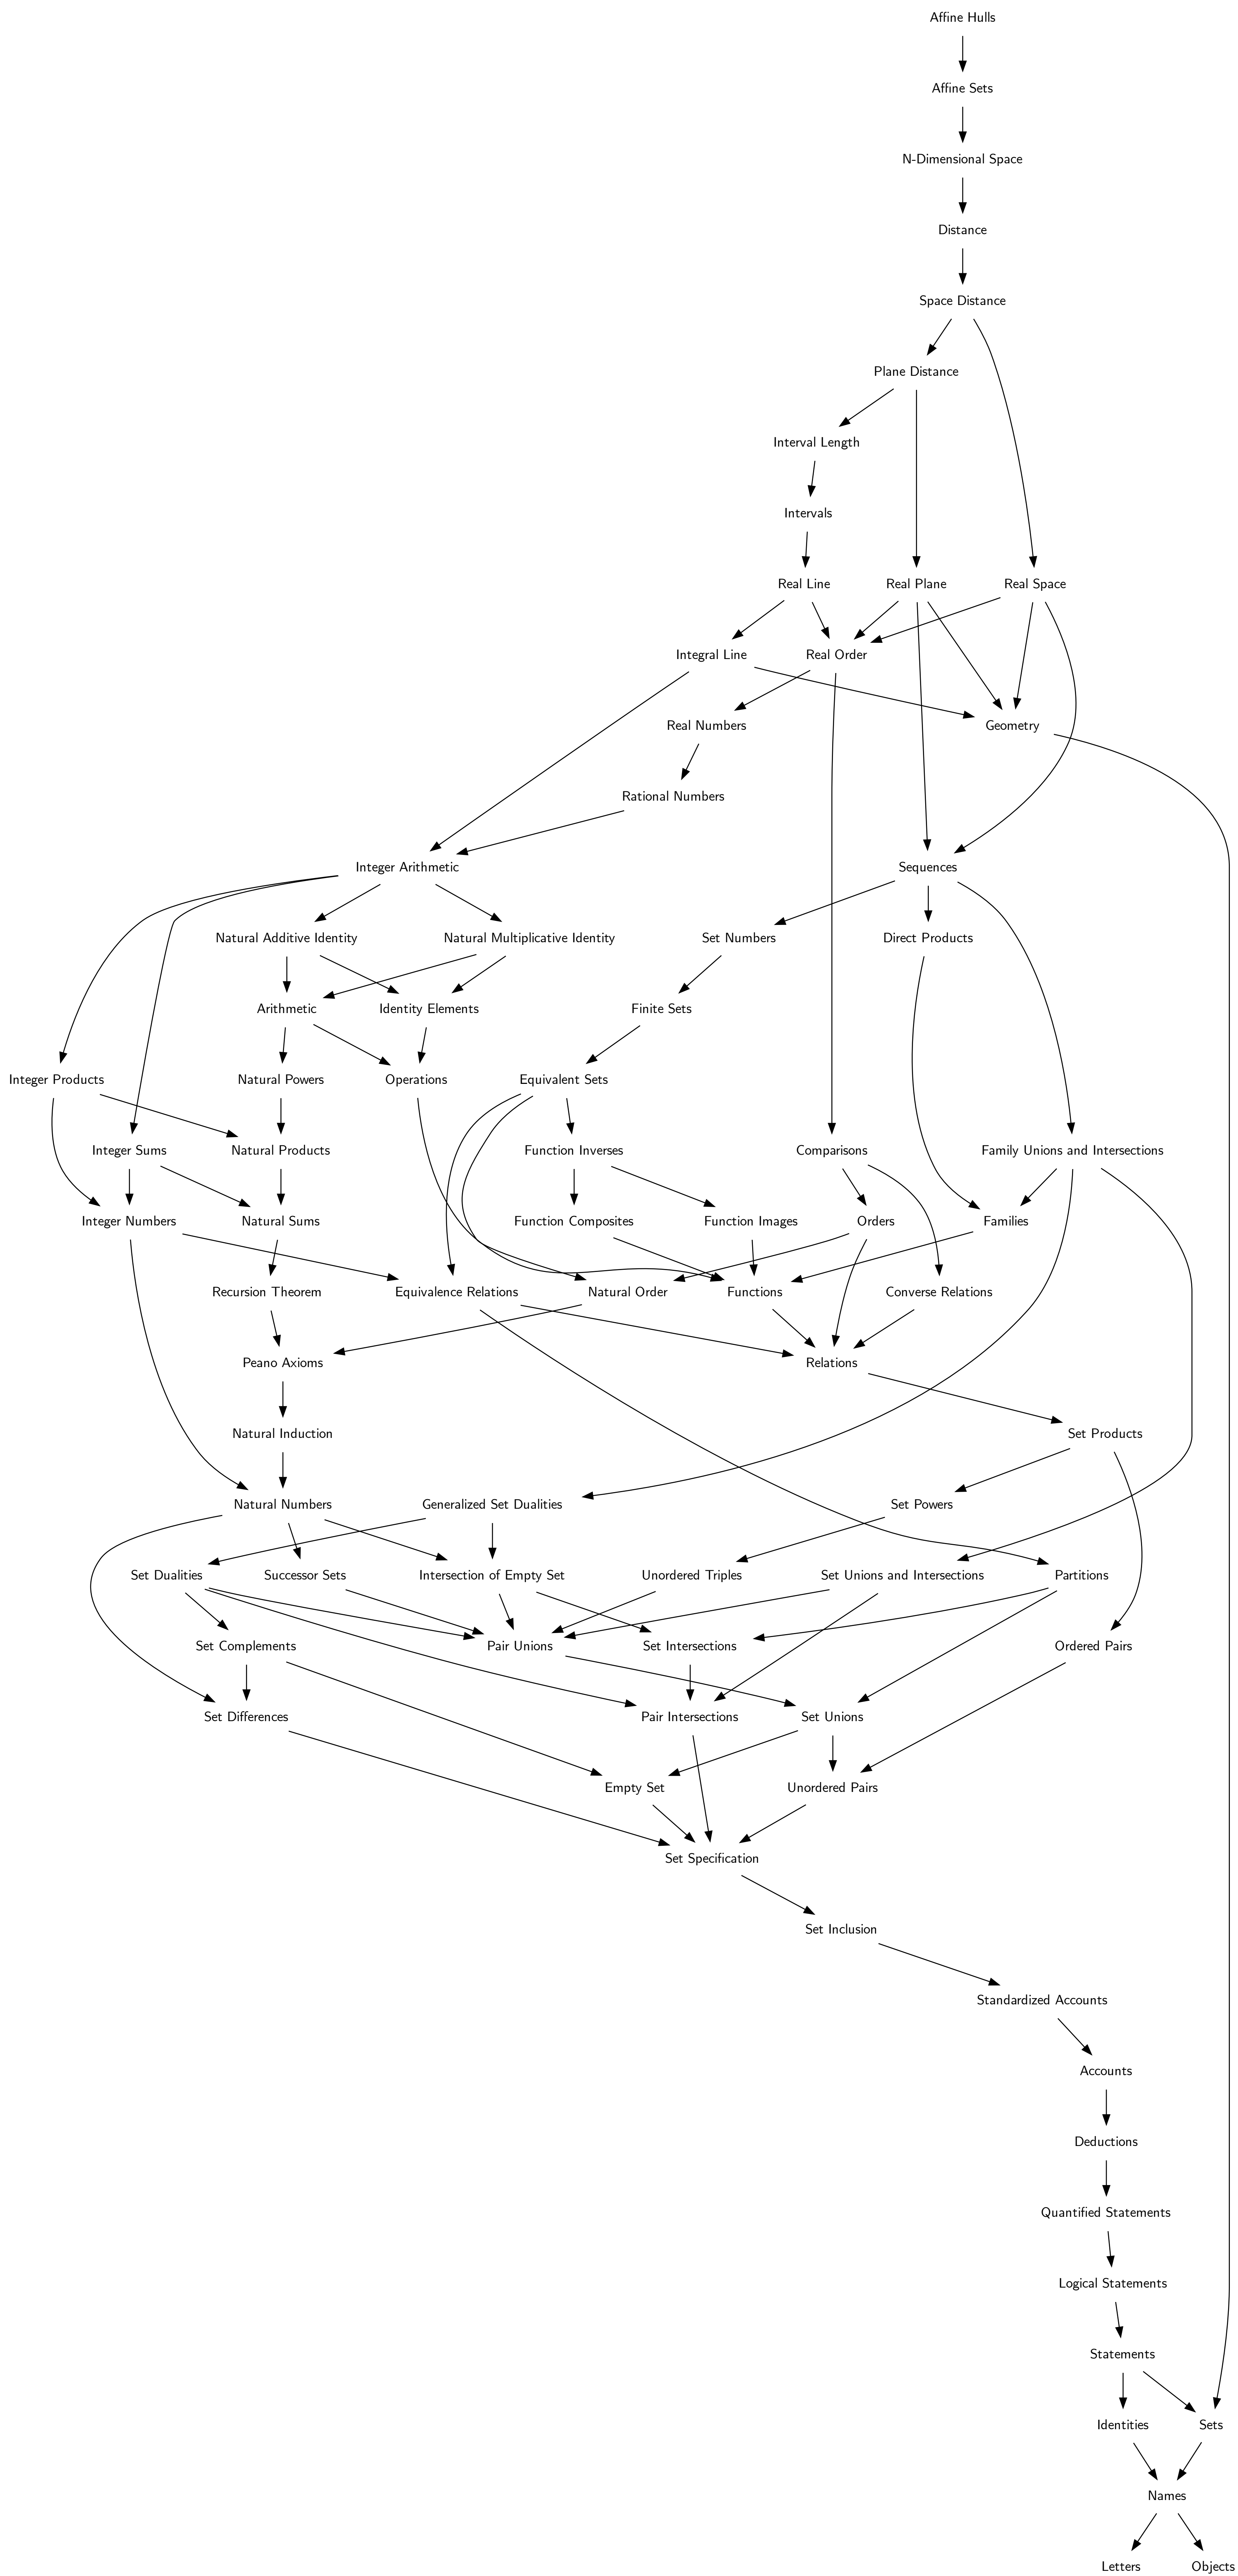 Affine Hulls
Affine Sets
N-Dimensional Space
Distance
Space Distance
Plane Distance
Interval Length
Intervals
Real Line
Real Plane
Real Space
Integral Line
Real Order
Real Numbers
Geometry
Rational Numbers
Integer Arithmetic
Sequences
Natural Additive Identity
Natural Multiplicative Identity
Set Numbers
Direct Products
Arithmetic
Identity Elements
Finite Sets
Integer Products
Natural Powers
Operations
Equivalent Sets
Integer Sums
Natural Products
Function Inverses
Comparisons
Family Unions and Intersections
Integer Numbers
Natural Sums
Function Composites
Function Images
Orders
Families
Recursion Theorem
Equivalence Relations
Natural Order
Functions
Converse Relations
Peano Axioms
Relations
Natural Induction
Set Products
Natural Numbers
Generalized Set Dualities
Set Powers
Set Dualities
Successor Sets
Intersection of Empty Set
Unordered Triples
Set Unions and Intersections
Partitions
Set Complements
Pair Unions
Set Intersections
Ordered Pairs
Set Differences
Pair Intersections
Set Unions
Empty Set
Unordered Pairs
Set Specification
Set Inclusion
Standardized Accounts
Accounts
Deductions
Quantified Statements
Logical Statements
Statements
Identities
Sets
Names
Letters
Objects